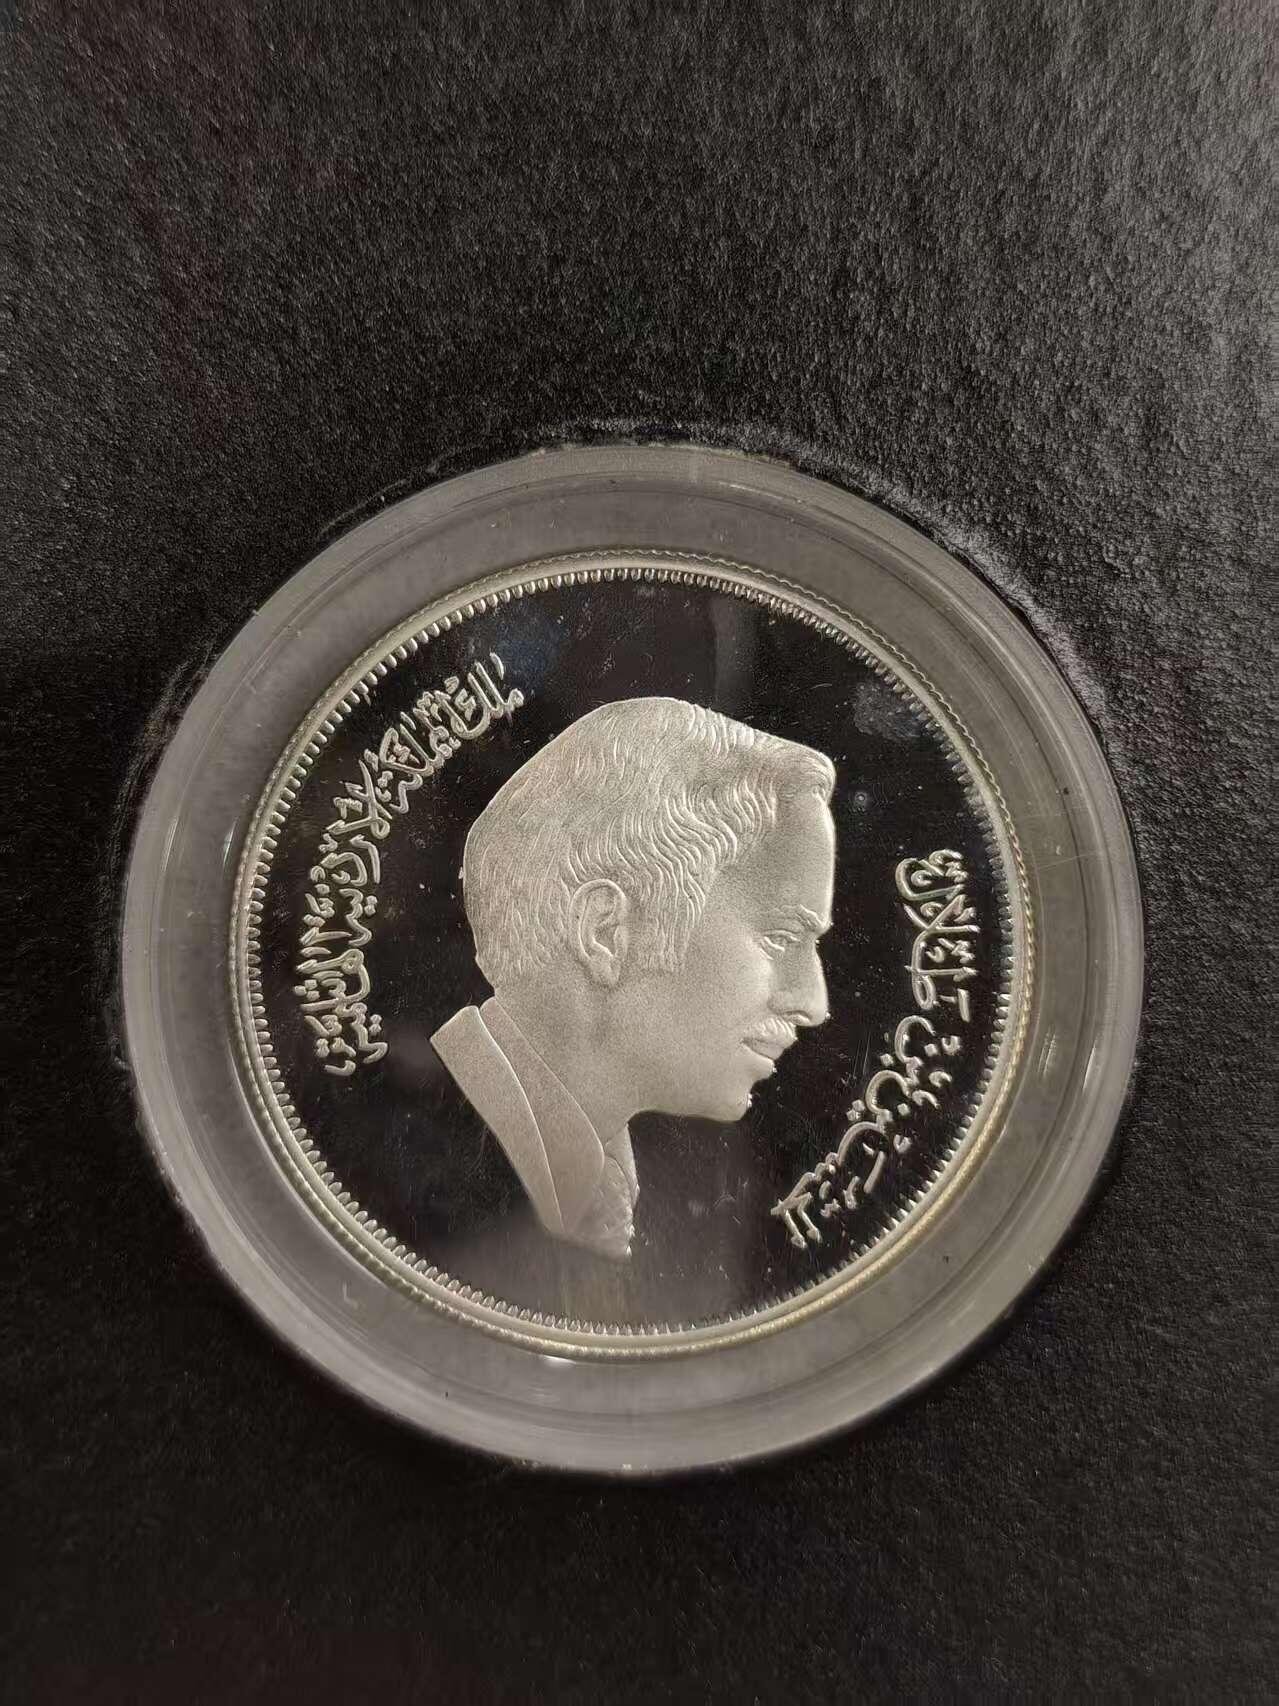 الحسين بن طلال
ملك المملكة الاردنية الهاشمية